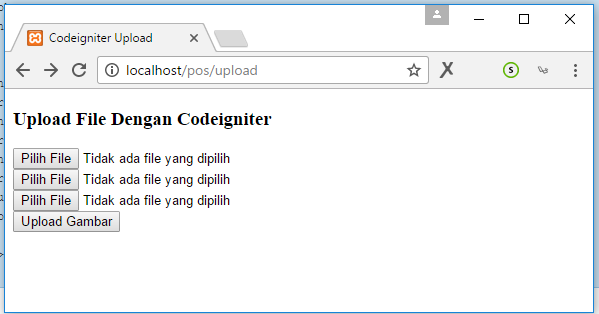 Codeigniter Upload
localhost/pos/upload
Upload File Dengan Codeigniter
Pilih File Tidak ada file yang dipilih
Pilih File Tidak ada file yang dipilih
Pilih File Tidak ada file yang dipilih
Upload Gambar